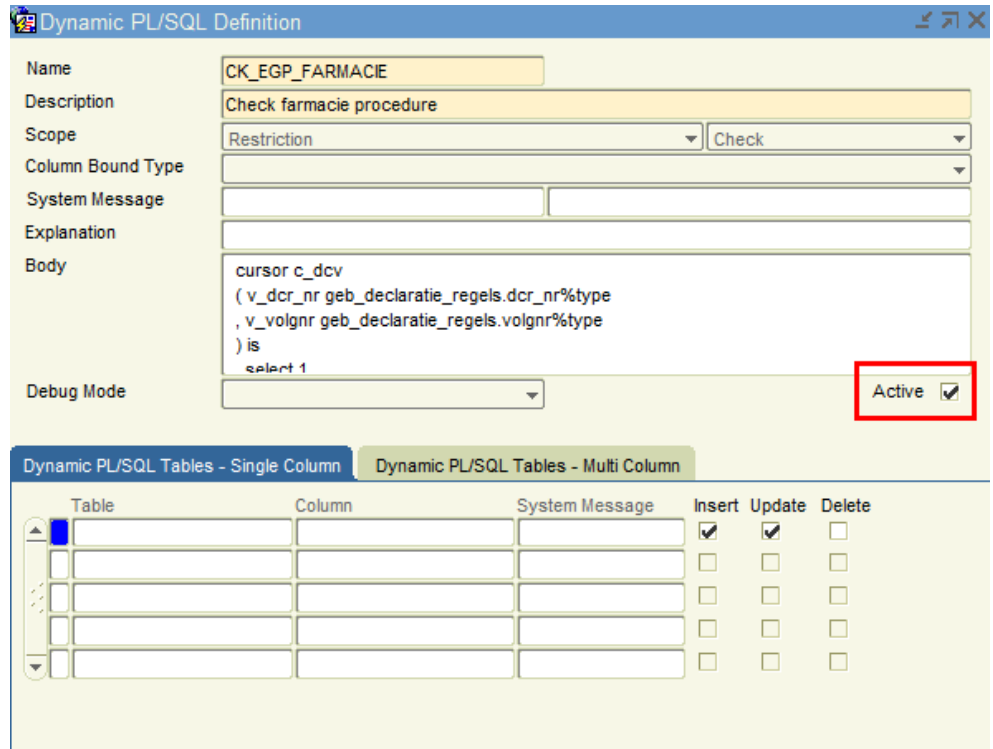 Dynamic PL/SQL Definition
Name CK_EGP_FARMACIE
Description Check farmacie procedure
Scope Restriction Check
Column Bound Type
System Message
Explanation
Body cursor c_dcv
( v_dcr_nr geb_declaratie_regels.dcr_nr%type
, v_volgnr geb_declaratie_regels.volgnr%type
) is
select 1
Debug Mode Active
Dynamic PL/SQL Tables - Single Column Dynamic PL/SQL Tables - Multi Column
Table Column System Message Insert Update Delete